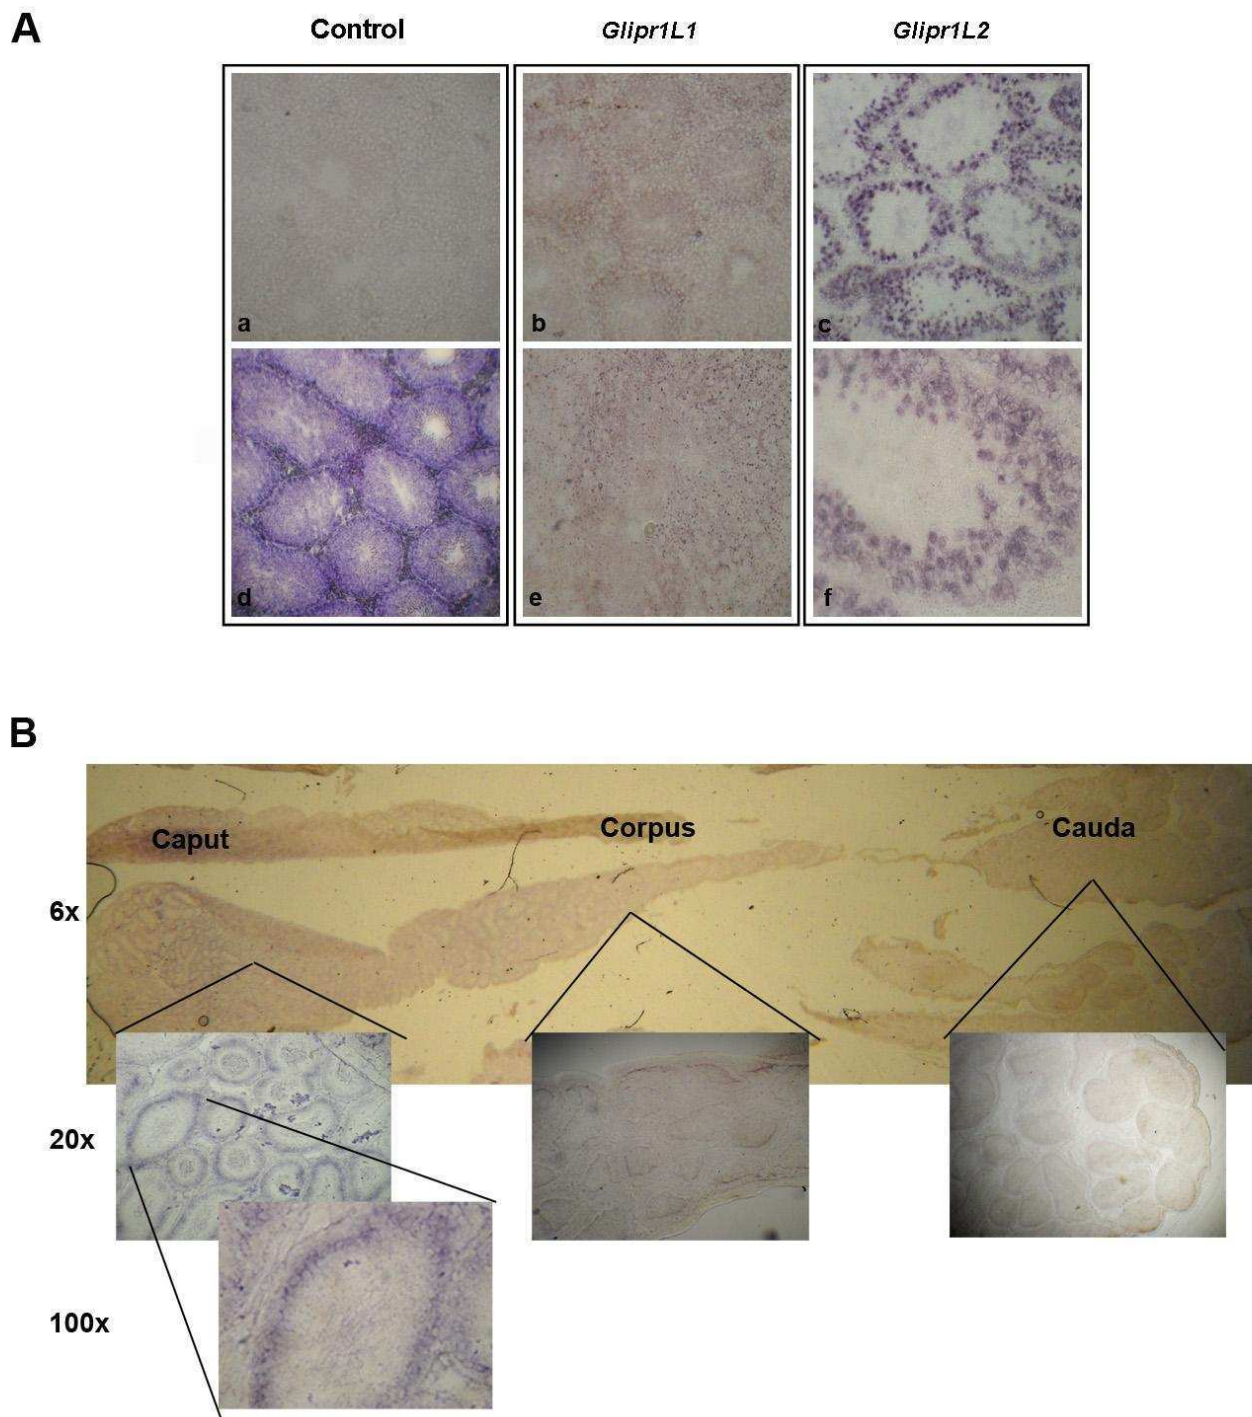 A
Control Glipr1L1 Glipr1L2
a b c
d e f
B
Caput Corpus Cauda
6x
20x
100x